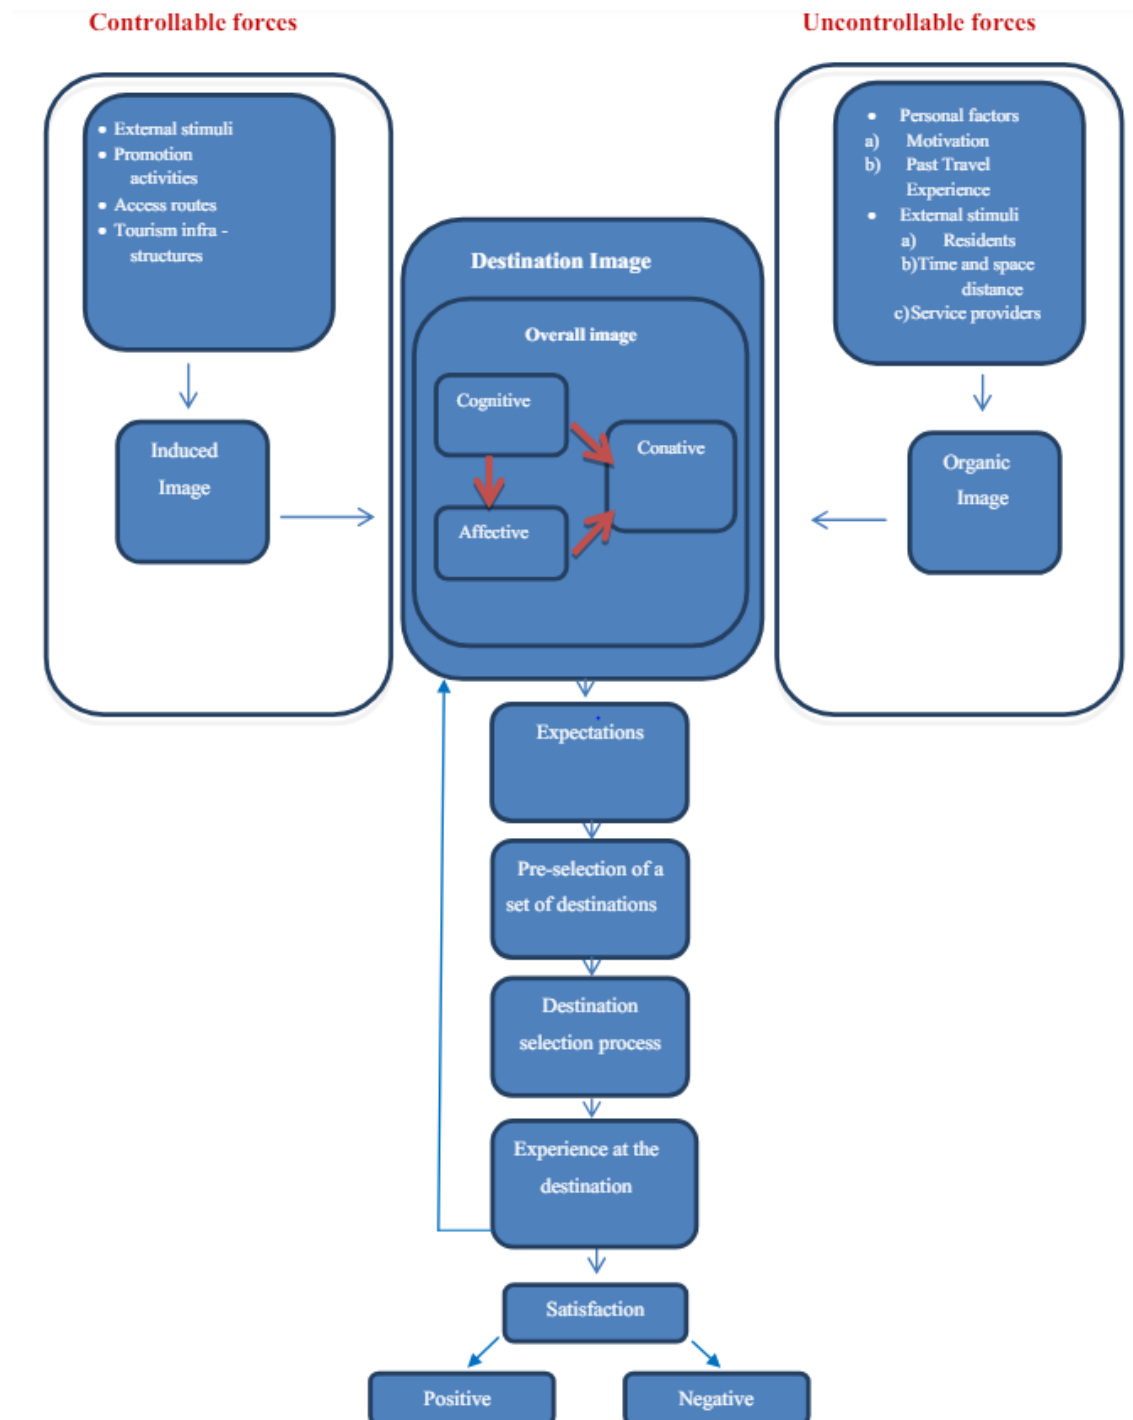 Controllable forces
Uncontrollable forces
• External stimuli
• Promotion
activities
• Access routes
• Tourism infra -
structures
Induced
Image
• Personal factors
a) Motivation
b) Past Travel
Experience
• External stimuli
a) Residents
b)Time and space
distance
c)Service providers
Organic
Image
Destination Image
Overall image
Cognitive
Conative
Affective
Expectations
Pre-selection of a
set of destinations
Destination
selection process
Experience at the
destination
Satisfaction
Positive
Negative